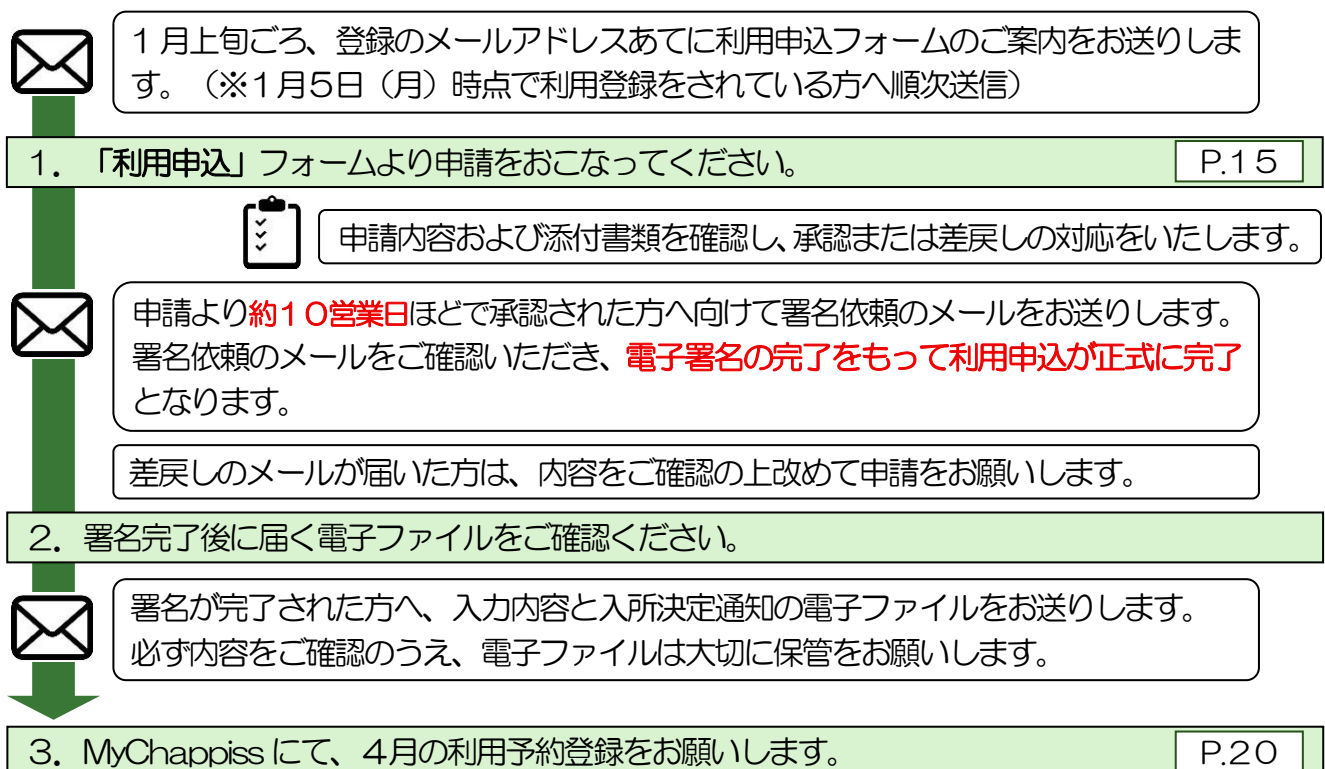 1月上旬ごろ、登録のメールアドレスあてに利用申込フォームのご案内をお送りしま
す。（※1月5日（月）時点で利用登録をされている方へ順次送信）
1．「利用申込」フォームより申請をおこなってください。 P.15
申請内容および添付書類を確認し、承認または差戻しの対応をいたします。
申請より約10営業日ほどで承認された方へ向けて署名依頼のメールをお送りします。
署名依頼のメールをご確認いただき、電子署名の完了をもって利用申込が正式に完了
となります。
差戻しのメールが届いた方は、内容をご確認の上改めて申請をお願いします。
2．署名完了後に届く電子ファイルをご確認ください。
署名が完了された方へ、入力内容と入所決定通知の電子ファイルをお送りします。
必ず内容をご確認のうえ、電子ファイルは大切に保管をお願いします。
3．MyChappissにて、4月の利用予約登録をお願いします。 P.20